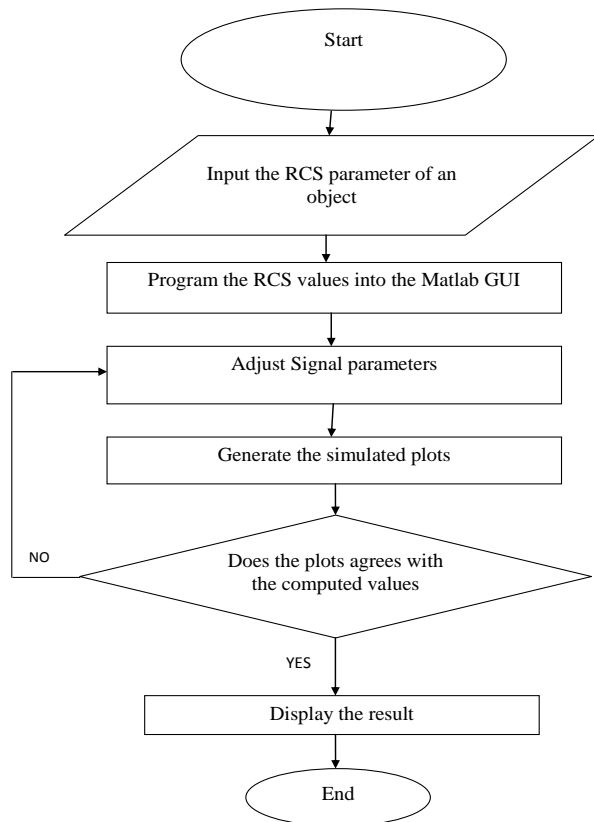 Start
Input the RCS parameter of an
object
Program the RCS values into the Matlab GUI
Adjust Signal parameters
Generate the simulated plots
NO
Does the plots agrees with
the computed values
YES
Display the result
End